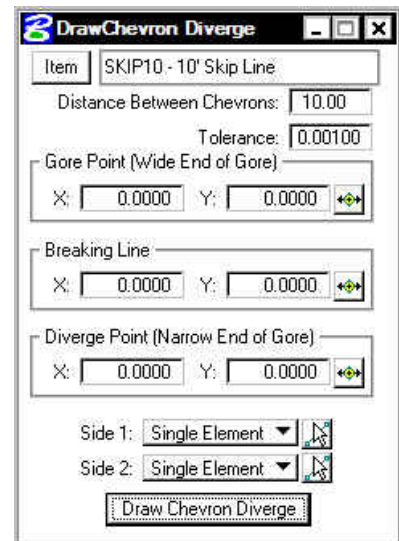 DrawChevron Diverge
Item SKIP10 - 10' Skip Line
Distance Between Chevrons: 10.00
Tolerance: 0.00100
Gore Point (Wide End of Gore)
X: 0.0000 Y: 0.0000
Breaking Line
X: 0.0000 Y: 0.0000
Diverge Point (Narrow End of Gore)
X: 0.0000 Y: 0.0000
Side 1: Single Element
Side 2: Single Element
Draw Chevron Diverge